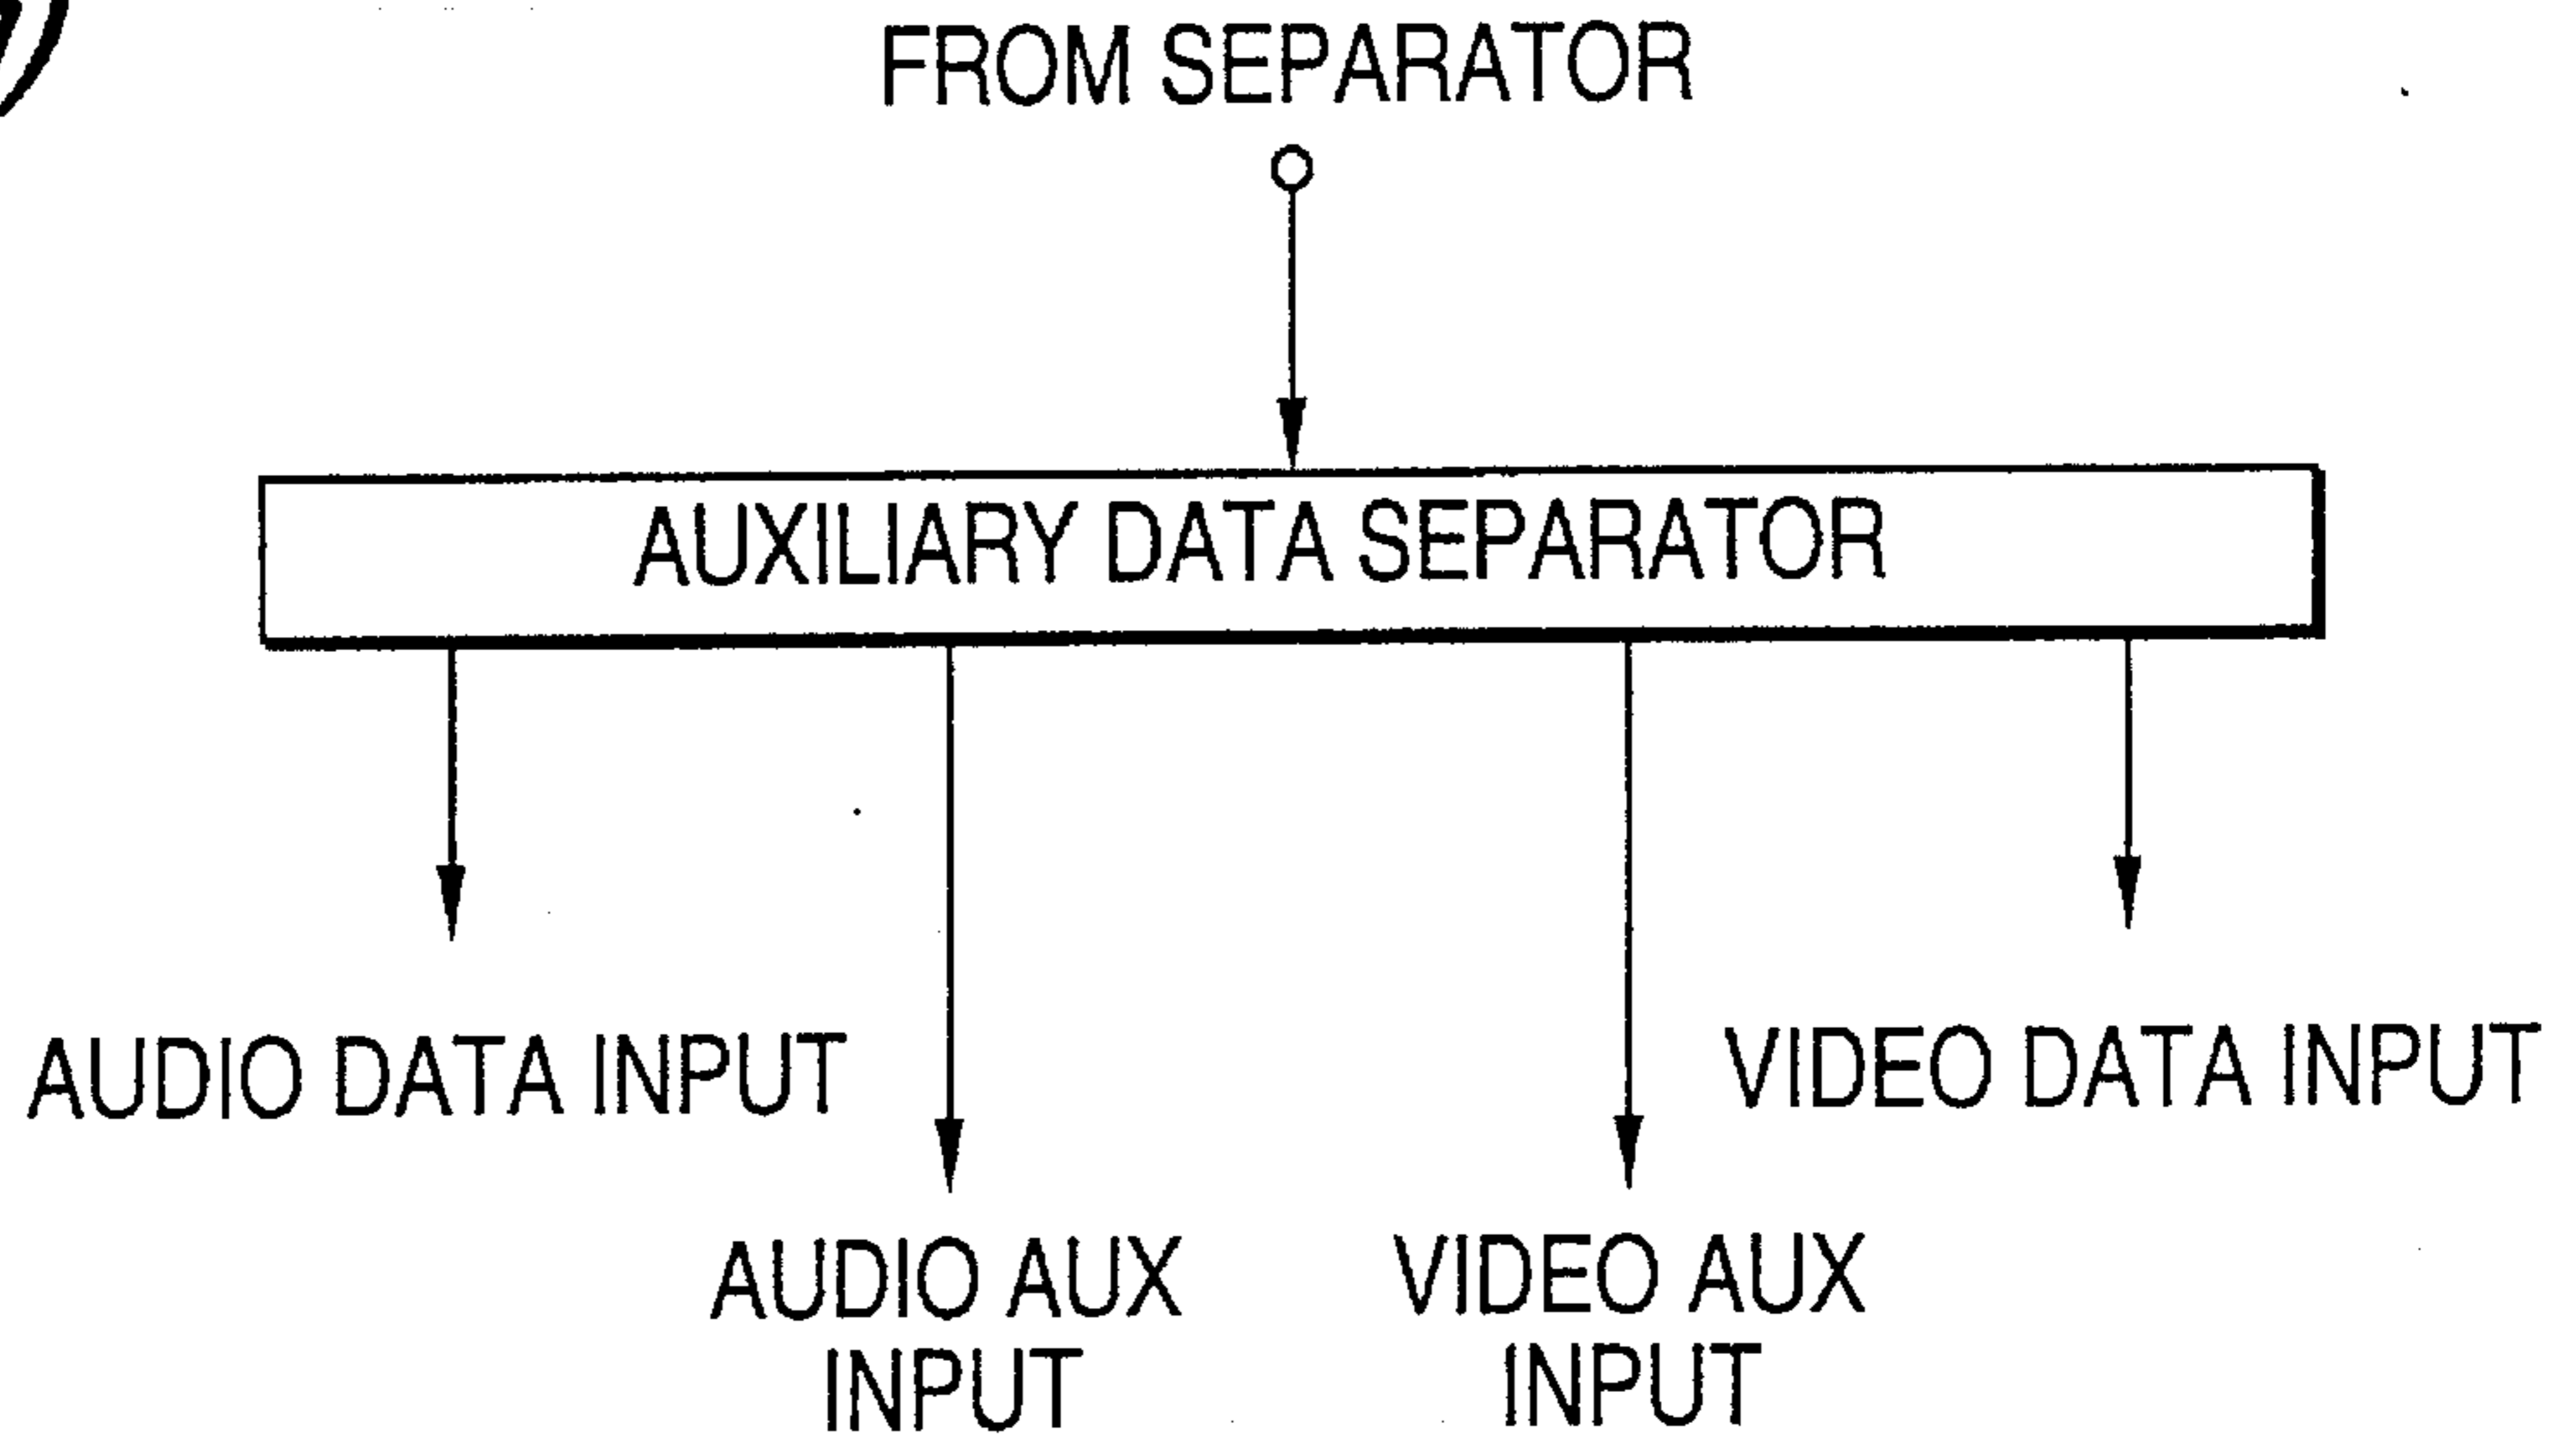 FROM SEPARATOR
AUXILIARY DATA SEPARATOR
AUDIO DATA INPUT
VIDEO DATA INPUT
AUDIO AUX
INPUT
VIDEO AUX
INPUT